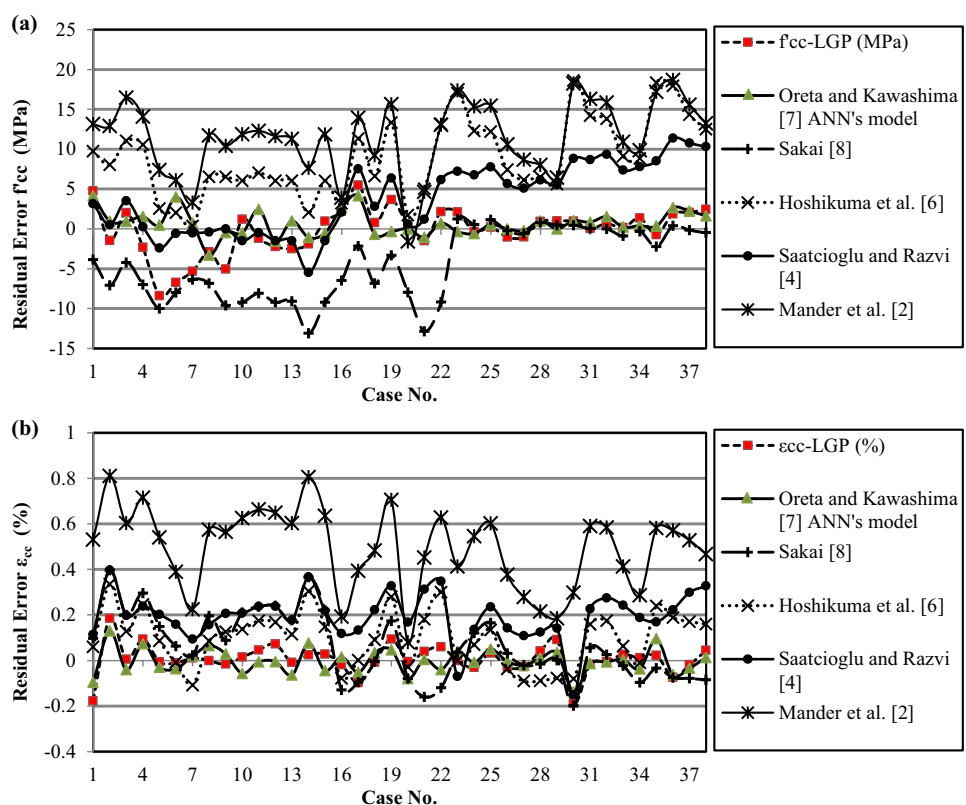 (a)
Residual Error f'cc (MPa)
25
20
15
10
5
0
-5
-10
-15
1 4 7 10 13 16 19 22 25 28 31 34 37
Case No.
f'cc-LGP (MPa)
Oreta and Kawashima
[7] ANN's model
Sakai [8]
Hoshikuma et al. [6]
Saatcioglu and Razvi
[4]
Mander et al. [2]
(b)
Residual Error εcc (%)
1
0.8
0.6
0.4
0.2
0
-0.2
-0.4
1 4 7 10 13 16 19 22 25 28 31 34 37
Case No.
εcc-LGP (%)
Oreta and Kawashima
[7] ANN's model
Sakai [8]
Hoshikuma et al. [6]
Saatcioglu and Razvi
[4]
Mander et al. [2]